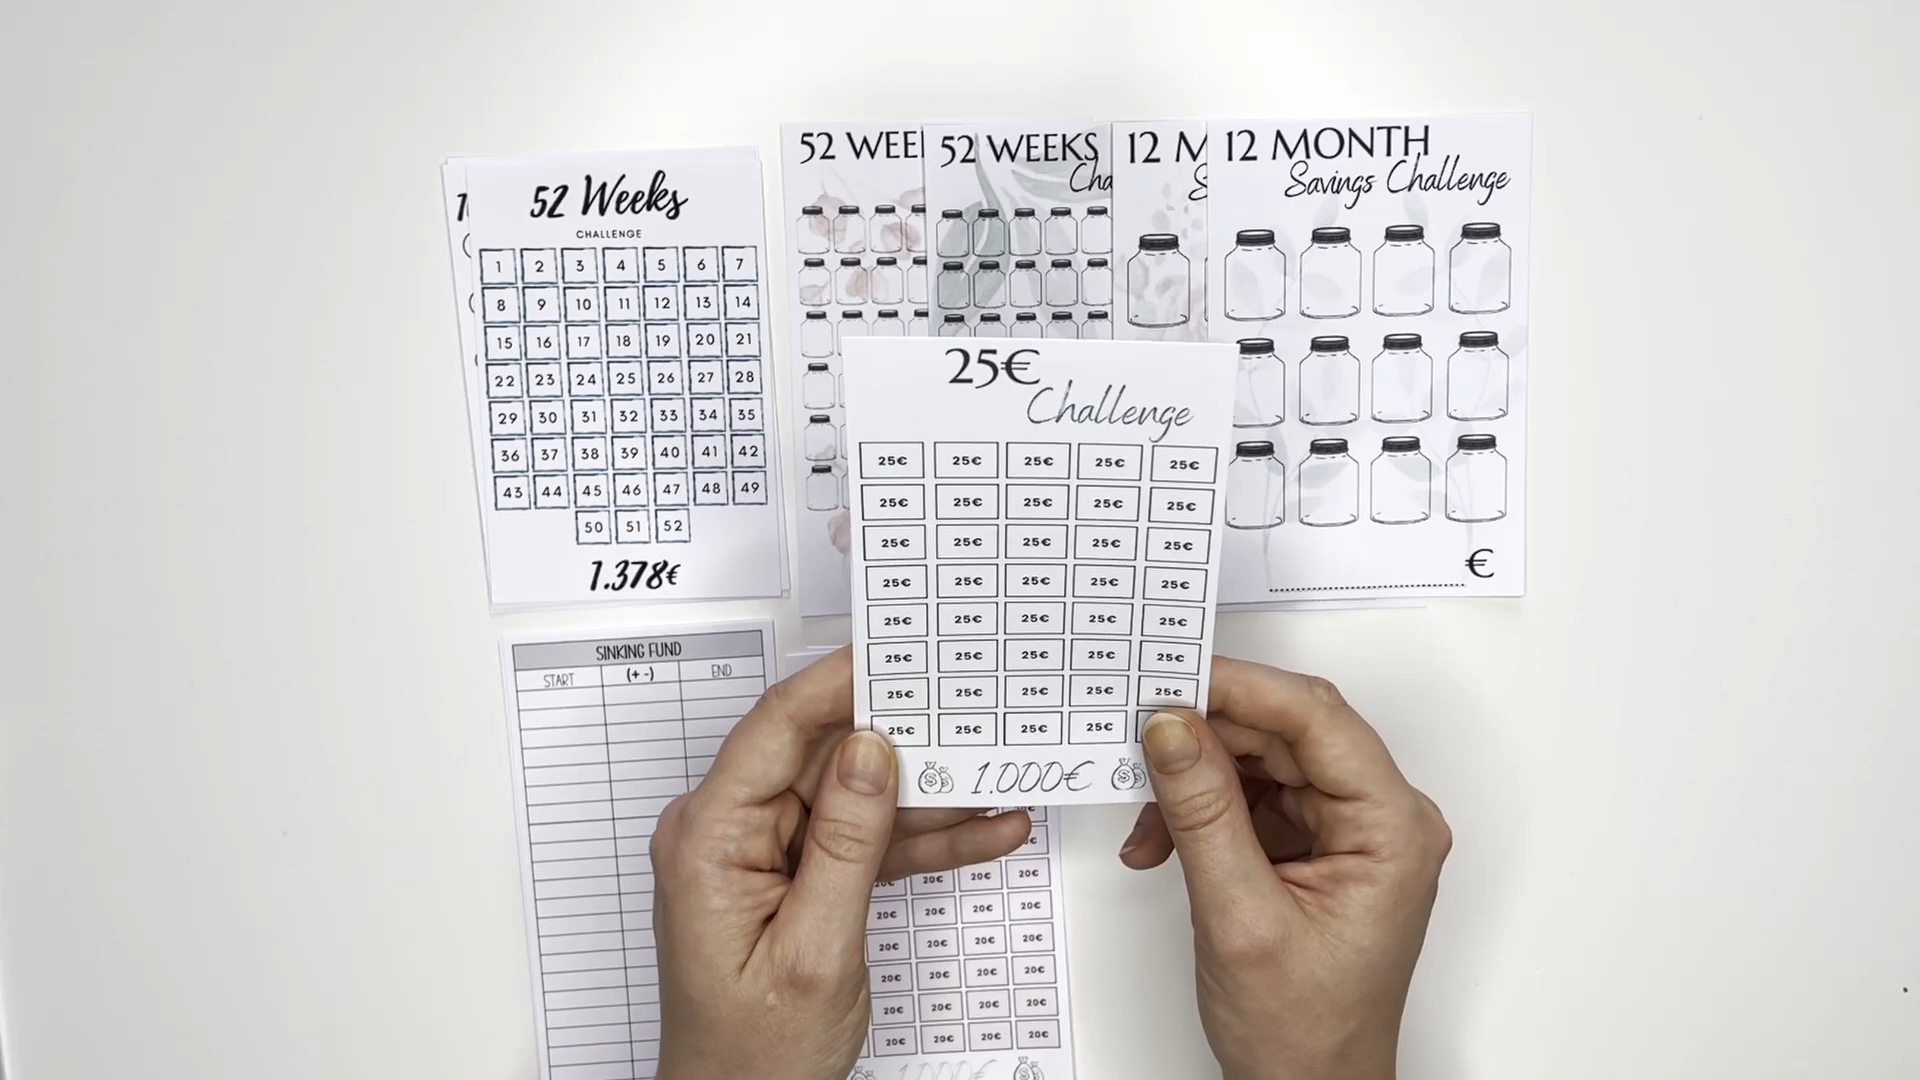 52 Weeks
CHALLENGE
1 2 3 4 5 6 7
8 9 10 11 12 13 14
15 16 17 18 19 20 21
22 23 24 25 26 27 28
29 30 31 32 33 34 35
36 37 38 39 40 41 42
43 44 45 46 47 48 49
50 51 52
1.378€
52 WEE
52 WEEKS
Cha
12 M
S
12 MONTH
Savings Challenge
€
25€
Challenge
25€ 25€ 25€ 25€ 25€
25€ 25€ 25€ 25€ 25€
25€ 25€ 25€ 25€ 25€
25€ 25€ 25€ 25€ 25€
25€ 25€ 25€ 25€ 25€
25€ 25€ 25€ 25€ 25€
25€ 25€ 25€ 25€ 25€
25€ 25€ 25€ 25€
1.000€
SINKING FUND
START (+ -) END
20€ 20€ 20€ 20€
20€ 20€ 20€ 20€
20€ 20€ 20€ 20€
20€ 20€ 20€ 20€
20€ 20€ 20€ 20€
20€ 20€ 20€ 20€
1.000€